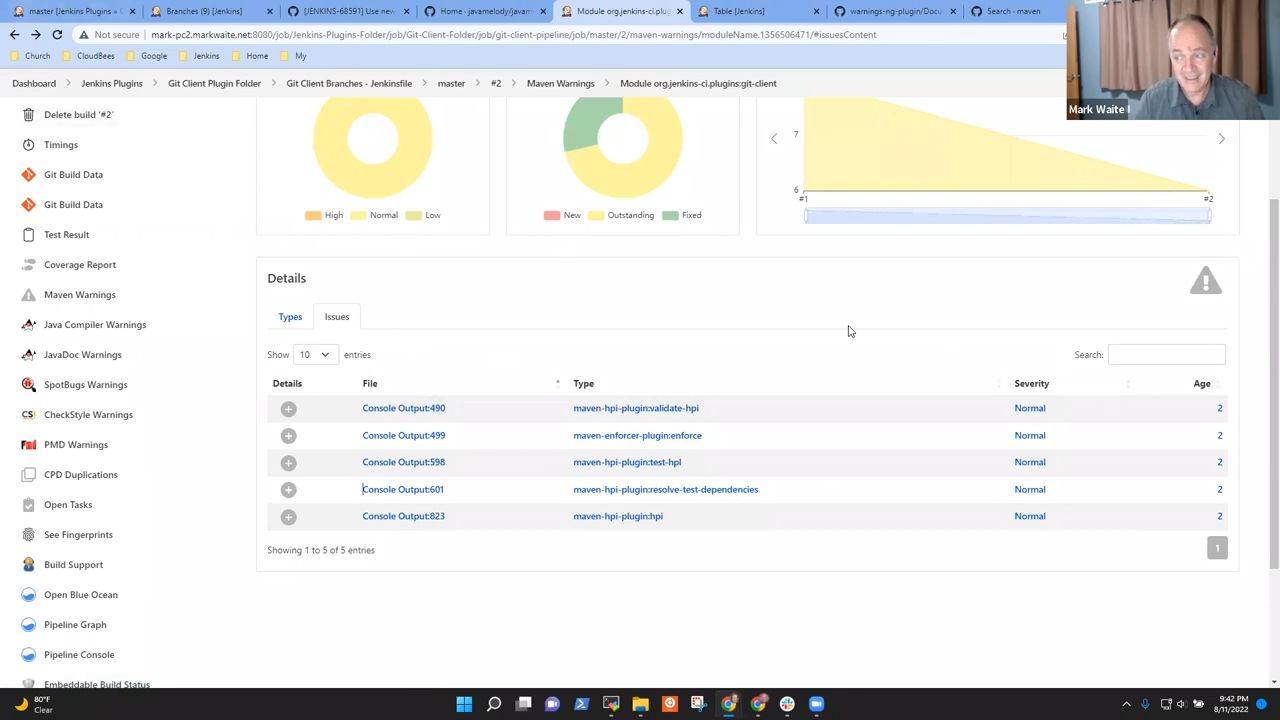 master [Jenkins Plugins » G
Branches (9) [Jenkins]
[JENKINS-68591] Use new
Home · javamelody/javam
Module org.jenkins-ci.plug
Table [Jenkins]
warnings-ng-plugin/Docu
Search - maven
Not secure
mark-pc2.markwaite.net:8080/job/Jenkins-Plugins-Folder/job/Git-Client-Folder/job/git-client-pipeline/job/master/2/maven-warnings/moduleName.1356506471/#issuesContent
Church
CloudBees
Google
Jenkins
Home
My
Mark Waite
Dashboard
Jenkins Plugins
Git Client Plugin Folder
Git Client Branches - Jenkinsfile
master
#2
Maven Warnings
Module org.jenkins-ci.plugins:git-client
Delete build '#2'
Timings
Git Build Data
Git Build Data
Test Result
Coverage Report
Maven Warnings
Java Compiler Warnings
JavaDoc Warnings
SpotBugs Warnings
CheckStyle Warnings
PMD Warnings
CPD Duplications
Open Tasks
See Fingerprints
Build Support
Open Blue Ocean
Pipeline Graph
Pipeline Console
Embeddable Build Status
High Normal Low
New Outstanding Fixed
7
6
#1 #2
Details
Types Issues
Show 10 entries
Search:
Details File Type Severity Age
Console Output:490 maven-hpi-plugin:validate-hpi Normal 2
Console Output:499 maven-enforcer-plugin:enforce Normal 2
Console Output:598 maven-hpi-plugin:test-hpl Normal 2
Console Output:601 maven-hpi-plugin:resolve-test-dependencies Normal 2
Console Output:823 maven-hpi-plugin:hpi Normal 2
Showing 1 to 5 of 5 entries
1
80°F
Clear
9:42 PM
8/11/2022